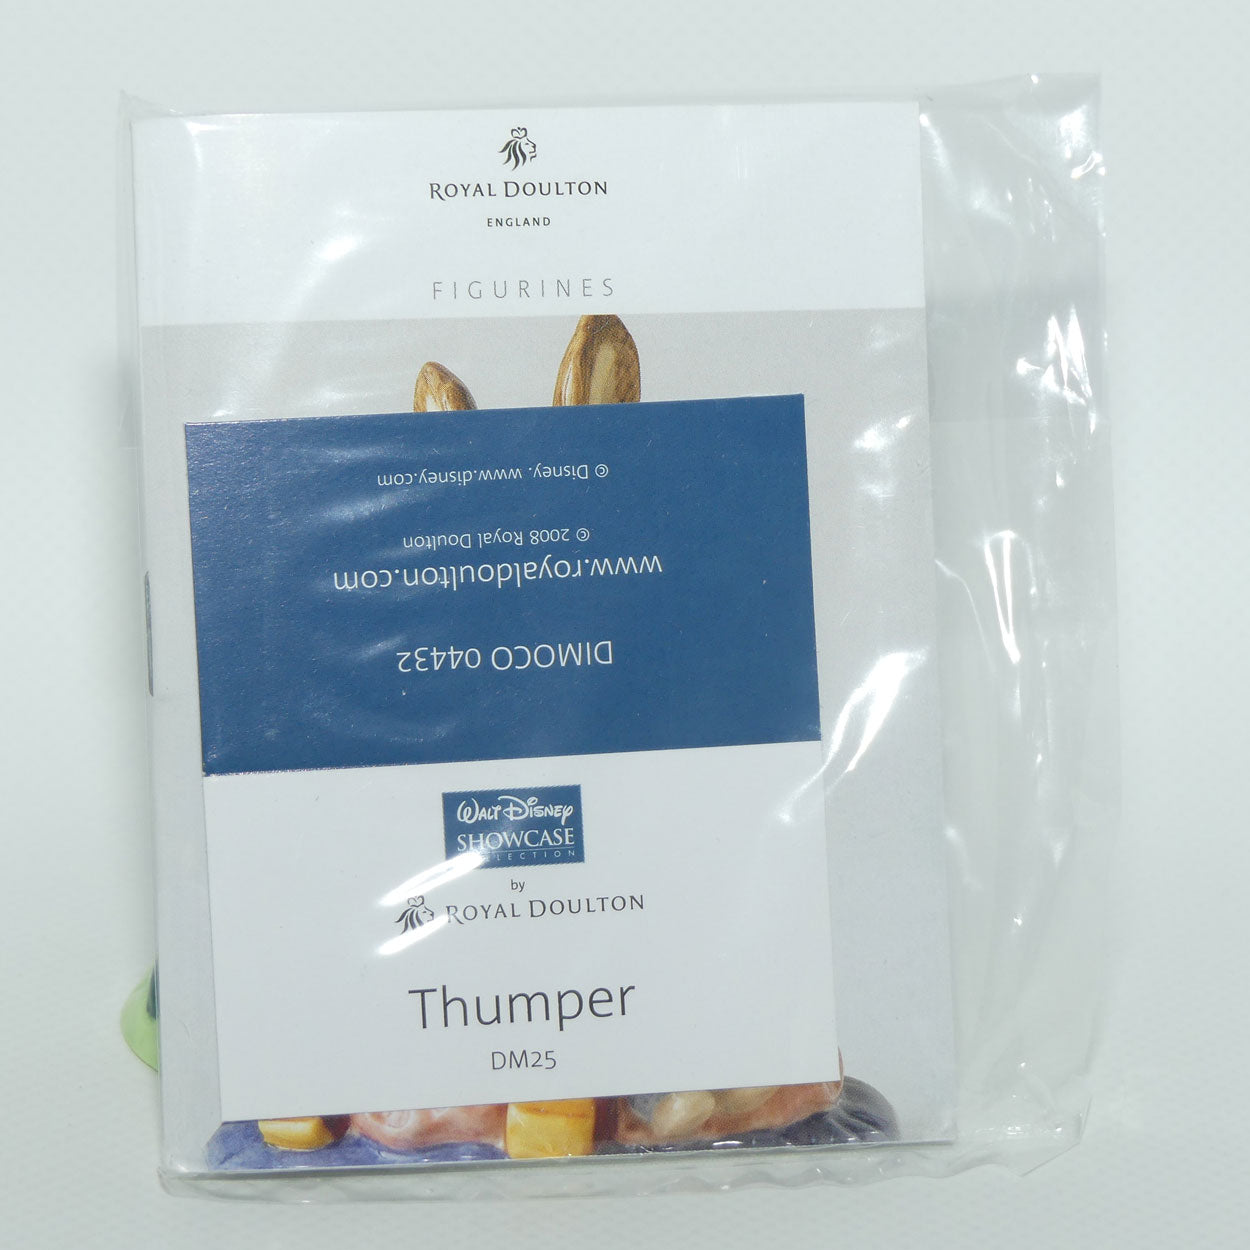 ROYAL DOULTON
ENGLAND
FIGURINES
DIMOCO 04432
www.royaldoulton.com
© 2008 Royal Doulton
© Disney. www.disney.com
WALT DISNEY
SHOWCASE
COLLECTION
by
ROYAL DOULTON
Thumper
DM25